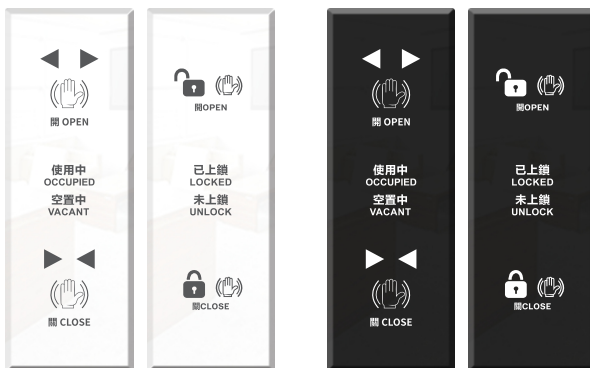 開 OPEN
使用中
OCCUPIED
空置中
VACANT
關 CLOSE
開OPEN
已上鎖
LOCKED
未上鎖
UNLOCK
關CLOSE
開 OPEN
使用中
OCCUPIED
空置中
VACANT
關 CLOSE
開OPEN
已上鎖
LOCKED
未上鎖
UNLOCK
關CLOSE